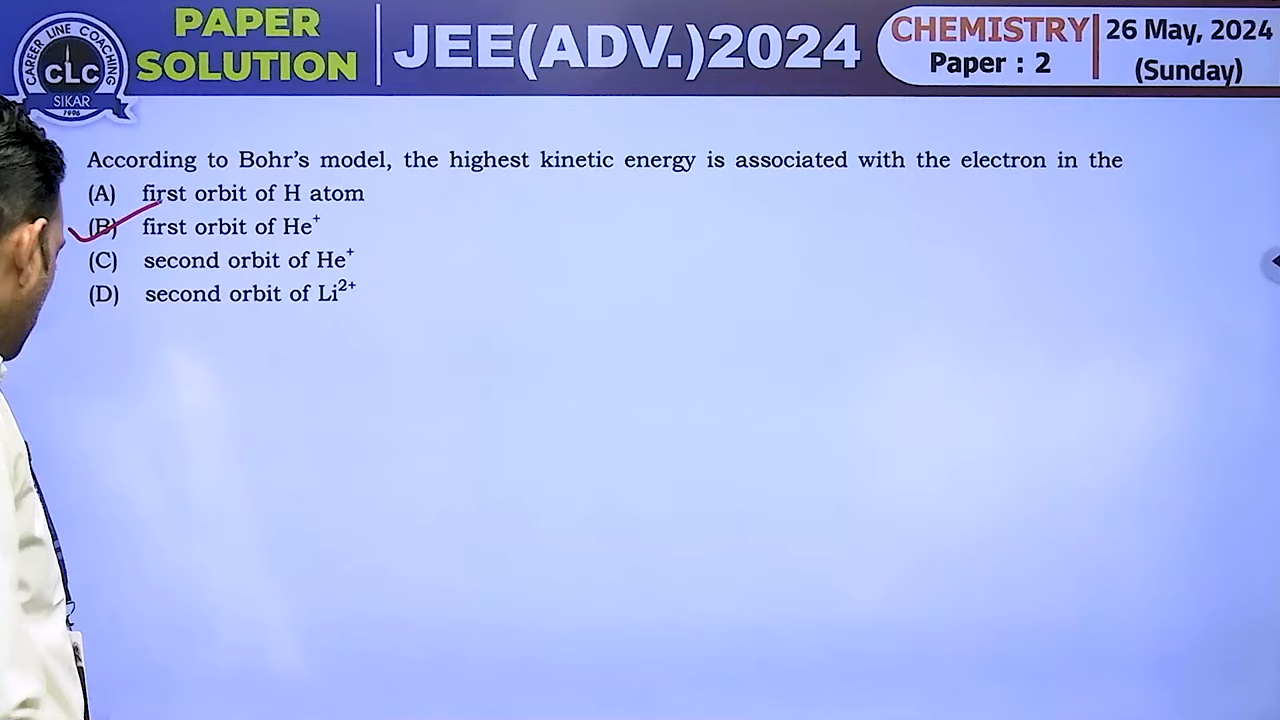 CAREER LINE COACHING
CLC
SIKAR
1996
PAPER
SOLUTION
JEE(ADV.)2024
CHEMISTRY
Paper : 2
26 May, 2024
(Sunday)
According to Bohr's model, the highest kinetic energy is associated with the electron in the
(A) first orbit of H atom
(B) first orbit of He⁺
(C) second orbit of He⁺
(D) second orbit of Li²⁺